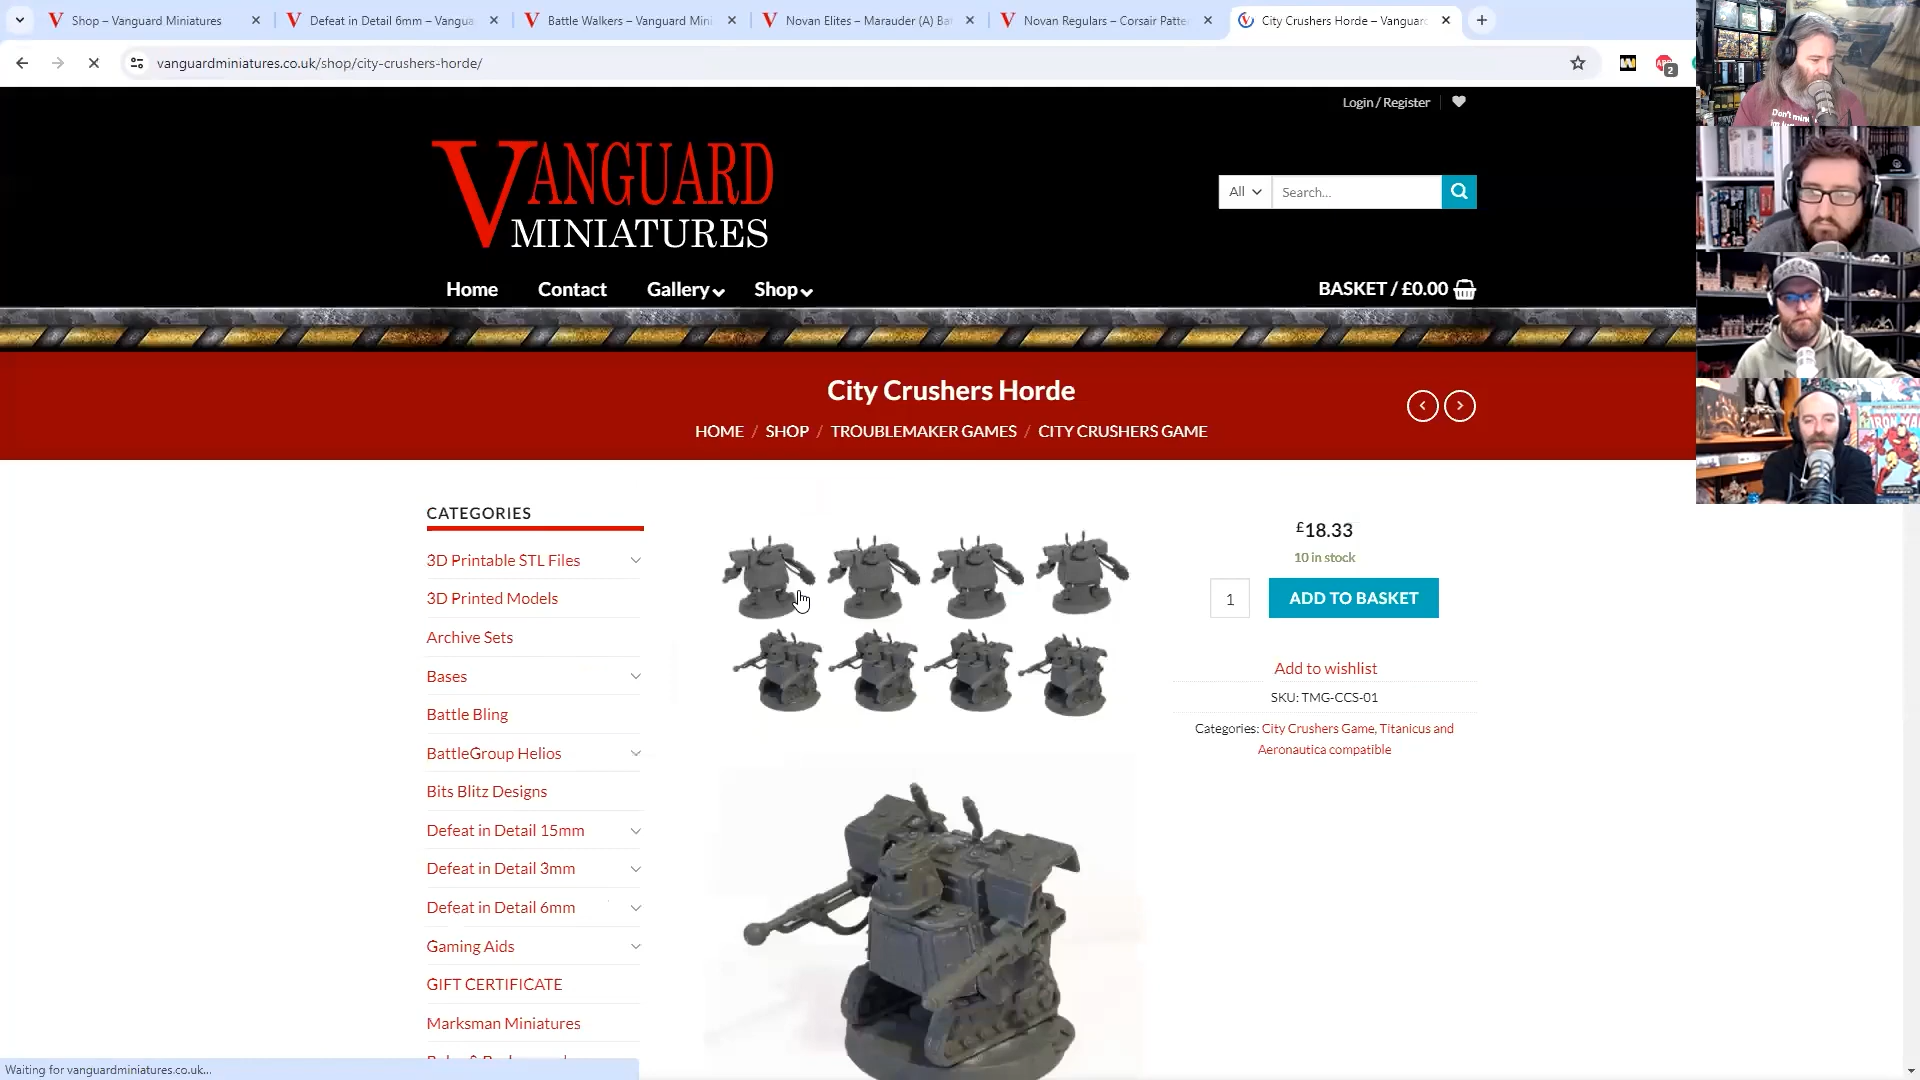 Shop – Vanguard Miniatures
Defeat in Detail 6mm – Vangua
Battle Walkers – Vanguard Mini
Novan Elites – Marauder (A) Ba
Novan Regulars – Corsair Patte
City Crushers Horde – Vanguar
vanguardminiatures.co.uk/shop/city-crushers-horde/
2
Login / Register
VANGUARD
MINIATURES
All
Search...
Home
Contact
Gallery
Shop
BASKET / £0.00
City Crushers Horde
HOME / SHOP / TROUBLEMAKER GAMES / CITY CRUSHERS GAME
CATEGORIES
3D Printable STL Files
3D Printed Models
Archive Sets
Bases
Battle Bling
BattleGroup Helios
Bits Blitz Designs
Defeat in Detail 15mm
Defeat in Detail 3mm
Defeat in Detail 6mm
Gaming Aids
GIFT CERTIFICATE
Marksman Miniatures
£18.33
10 in stock
1
ADD TO BASKET
Add to wishlist
SKU: TMG-CCS-01
Categories: City Crushers Game, Titanicus and
Aeronautica compatible
Waiting for vanguardminiatures.co.uk...
Don't mind
IRON MAN